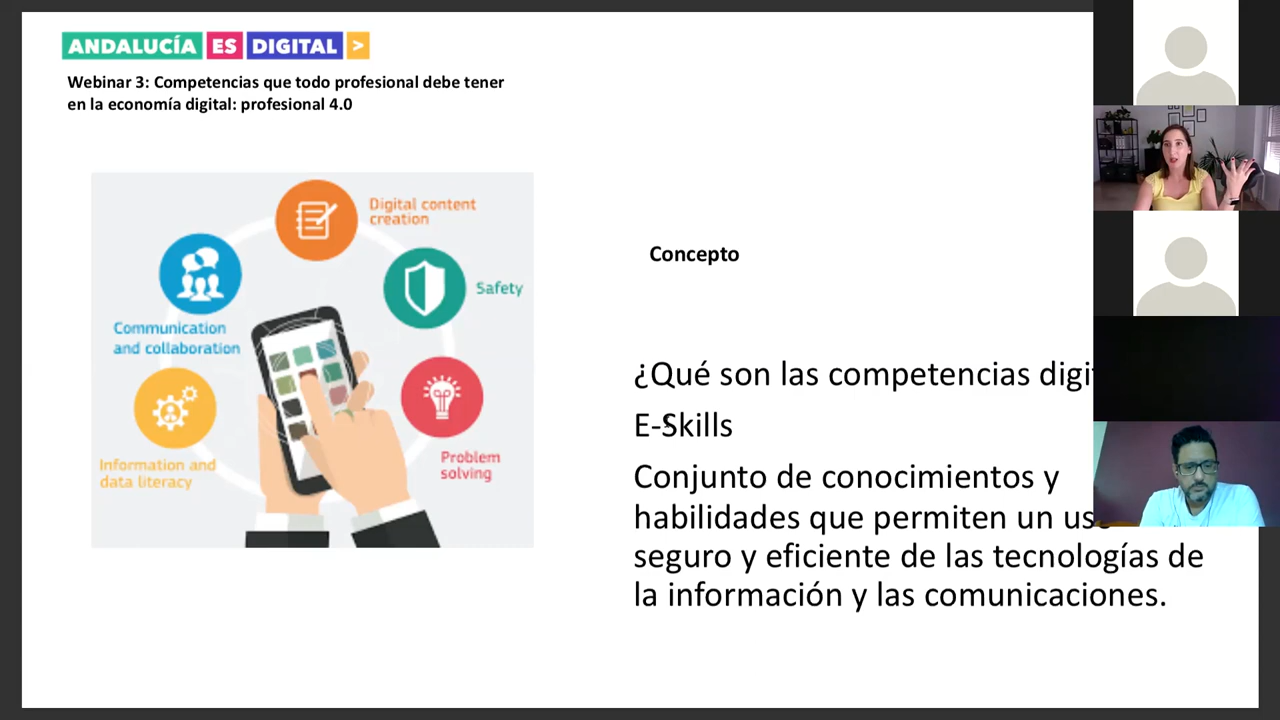 ANDALUCÍA ES DIGITAL >
Webinar 3: Competencias que todo profesional debe tener
en la economía digital: profesional 4.0
Digital content
creation
Safety
Communication
and collaboration
Information and
data literacy
Problem
solving
Concepto
¿Qué son las competencias
E-Skills
Conjunto de conocimientos y
habilidades que permiten un
seguro y eficiente de las tecnologías de
la información y las comunicaciones.